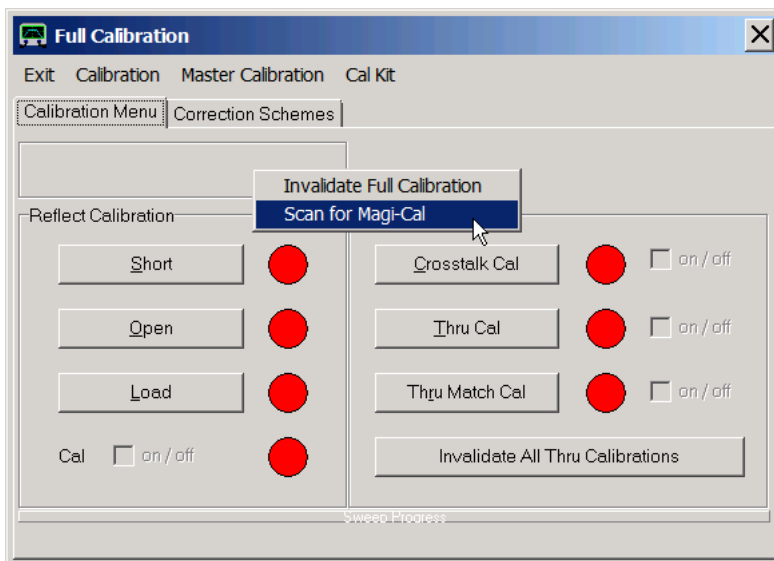 Full Calibration
Exit Calibration Master Calibration Cal Kit
Calibration Menu Correction Schemes
Invalidate Full Calibration
Scan for Magi-Cal
Reflect Calibration
Short
Crosstalk Cal on / off
Open
Thru Cal on / off
Load
Thru Match Cal on / off
Cal on / off
Invalidate All Thru Calibrations
Sweep Progress